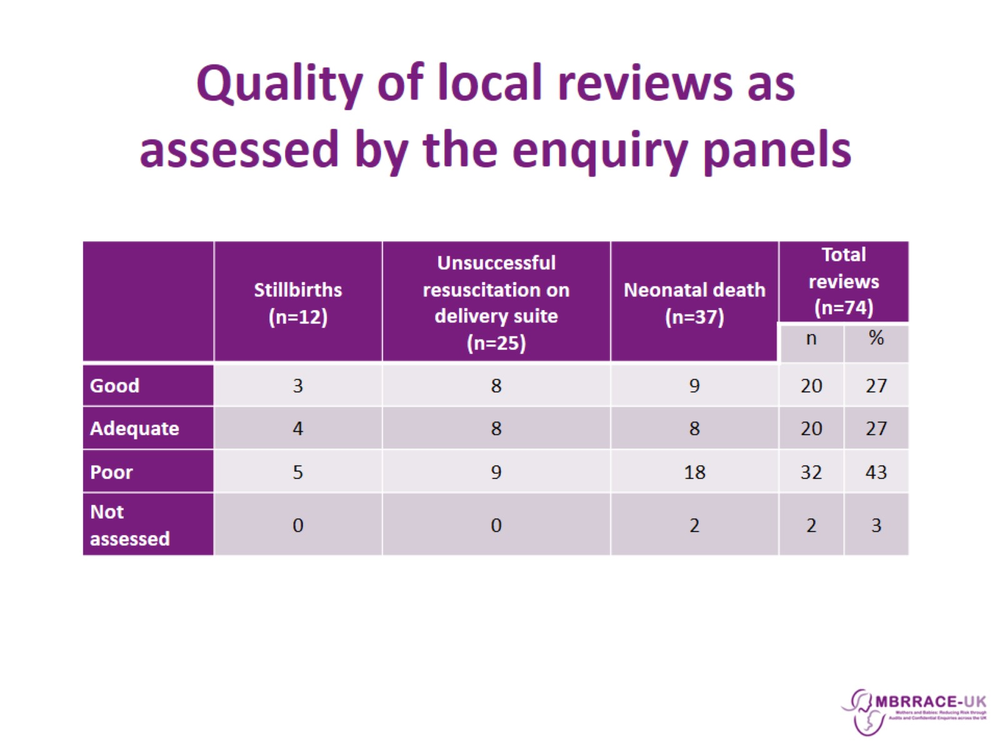 Quality of local reviews as
assessed by the enquiry panels
Stillbirths
(n=12)
Unsuccessful
resuscitation on
delivery suite
(n=25)
Neonatal death
(n=37)
Total
reviews
(n=74)
n %
Good 3 8 9 20 27
Adequate 4 8 8 20 27
Poor 5 9 18 32 43
Not
assessed 0 0 2 2 3
MBRRACE-UK
Mothers and Babies: Reducing Risk through
Audits and Confidential Enquiries across the UK